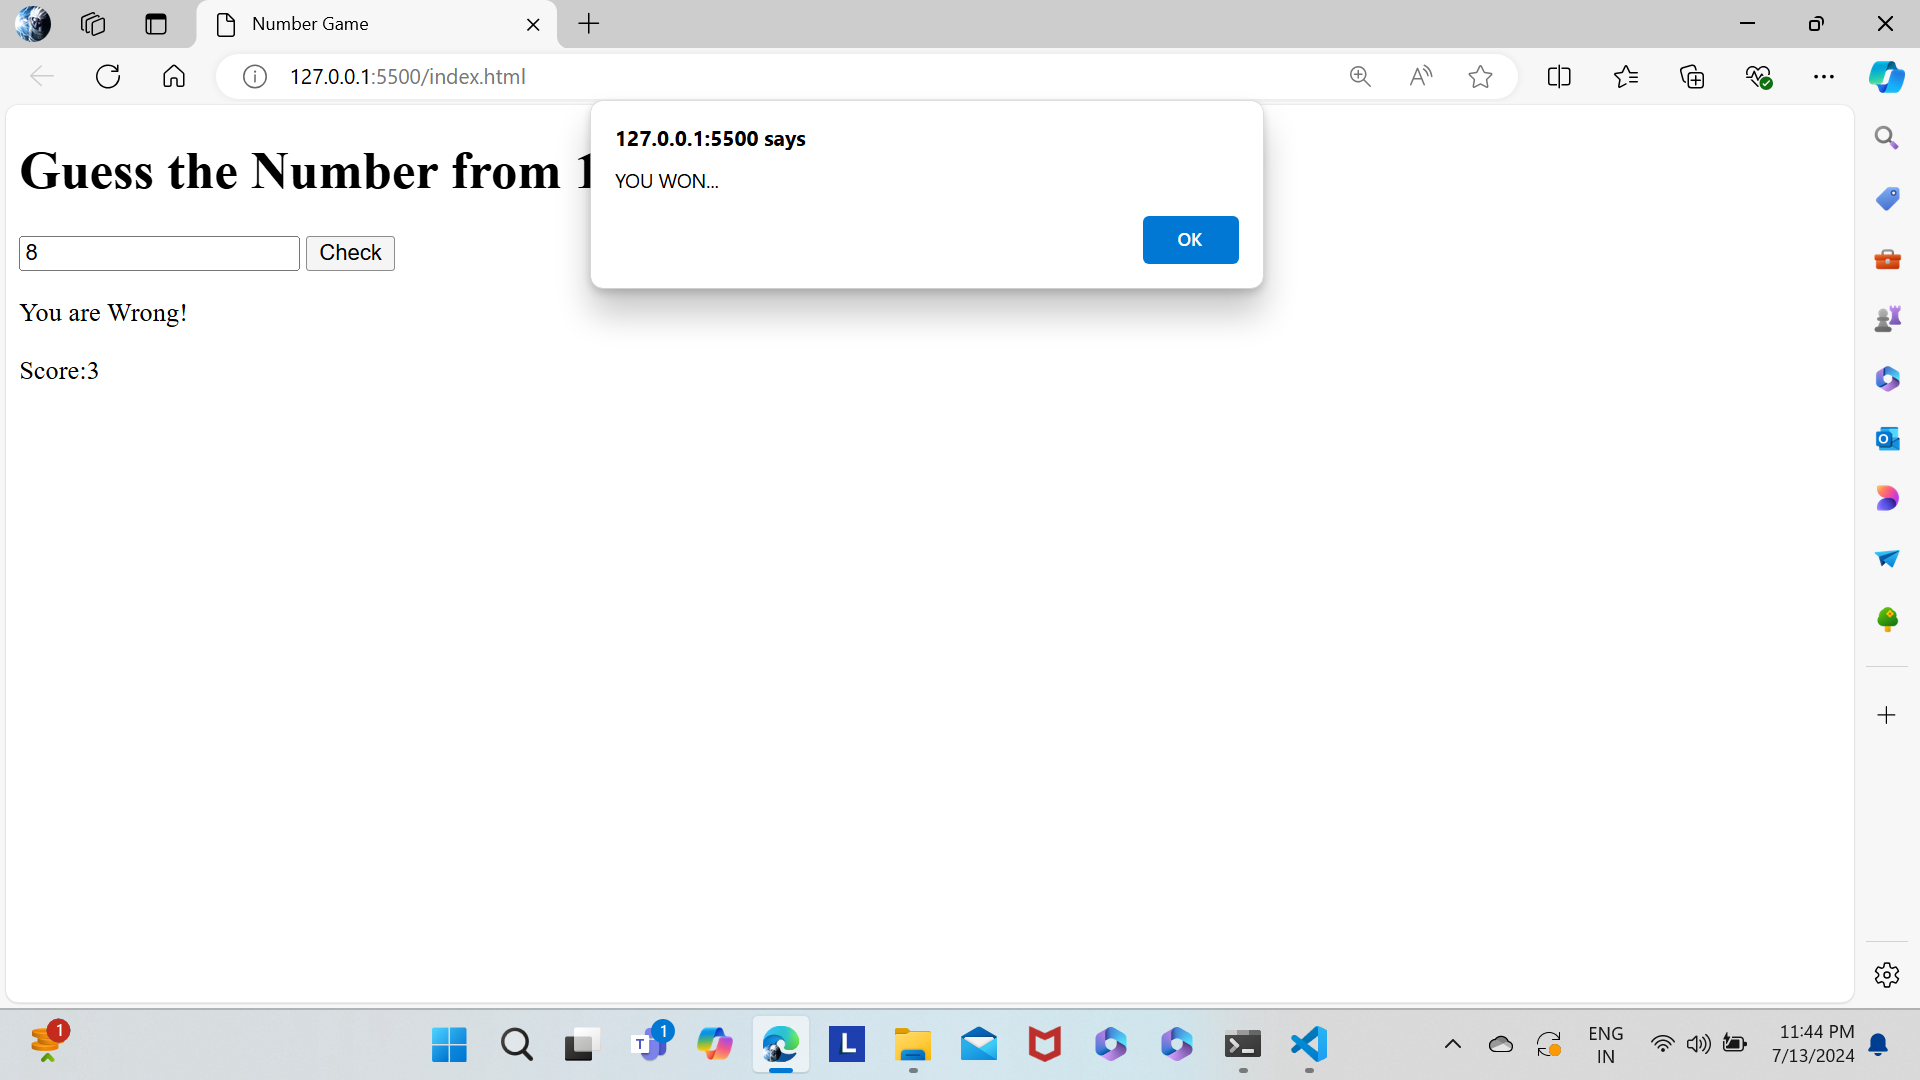 Number Game
127.0.0.1:5500/index.html
127.0.0.1:5500 says
YOU WON...
OK
Guess the Number from 1
8
Check
You are Wrong!
Score:3
1
T
1
L
ENG
IN
11:44 PM
7/13/2024